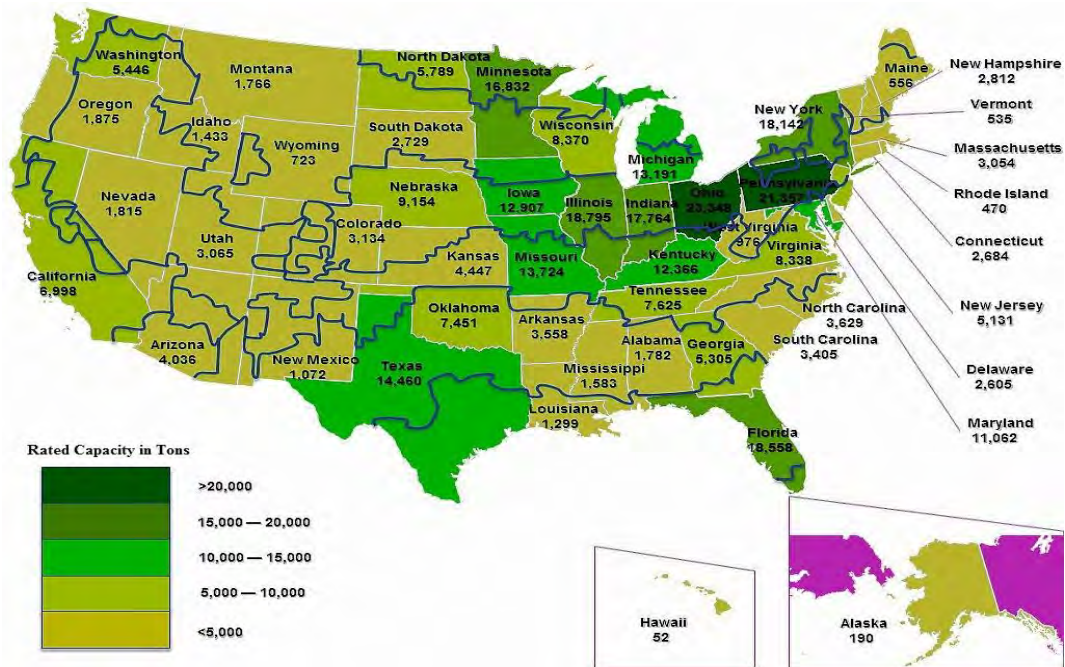 Washington
5,446
Montana
1,766
North Dakota
5,789
Minnesota
16,832
Maine
556
New Hampshire
2,812
Oregon
1,875
Idaho
1,433
Wyoming
723
South Dakota
2,729
Wisconsin
8,370
New York
18,142
Vermont
535
Michigan
13,191
Massachusetts
3,054
Nevada
1,815
Nebraska
9,154
Iowa
12,907
Illinois
18,795
Indiana
17,764
Ohio
23,348
Pennsylvania
21,357
Rhode Island
470
Utah
3,065
Colorado
3,134
Kansas
4,447
Missouri
13,724
Kentucky
12,366
West Virginia
976
Virginia
8,338
Connecticut
2,684
California
6,998
Oklahoma
7,451
Arkansas
3,558
Tennessee
7,625
North Carolina
3,629
New Jersey
5,131
Arizona
4,036
New Mexico
1,072
Texas
14,460
Mississippi
1,583
Alabama
1,782
Georgia
5,305
South Carolina
3,405
Delaware
2,605
Louisiana
1,299
Florida
18,558
Maryland
11,062
Rated Capacity in Tons
>20,000
15,000 — 20,000
10,000 — 15,000
5,000 — 10,000
<5,000
Hawaii
52
Alaska
190